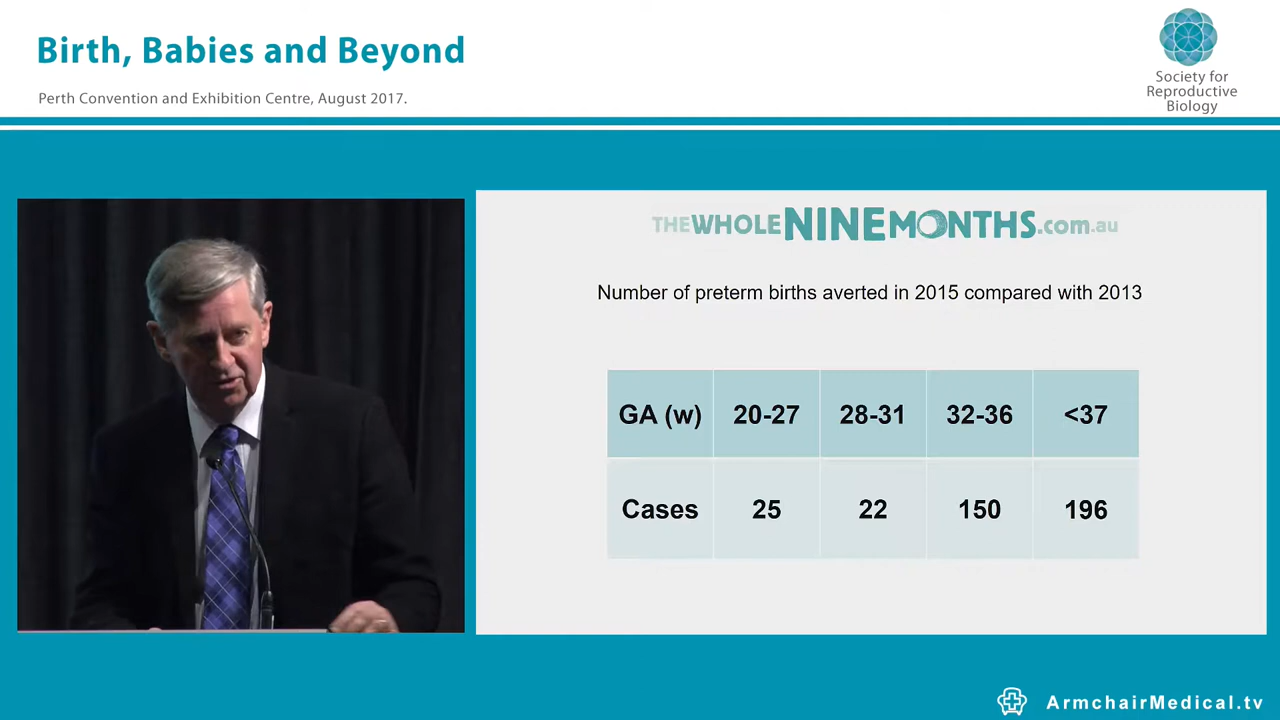 Birth, Babies and Beyond
Perth Convention and Exhibition Centre, August 2017.
Society for
Reproductive
Biology
THEWHOLENINEMONTHS.com.au
Number of preterm births averted in 2015 compared with 2013
GA (w) 20-27 28-31 32-36 <37
Cases 25 22 150 196
ArmchairMedical.tv